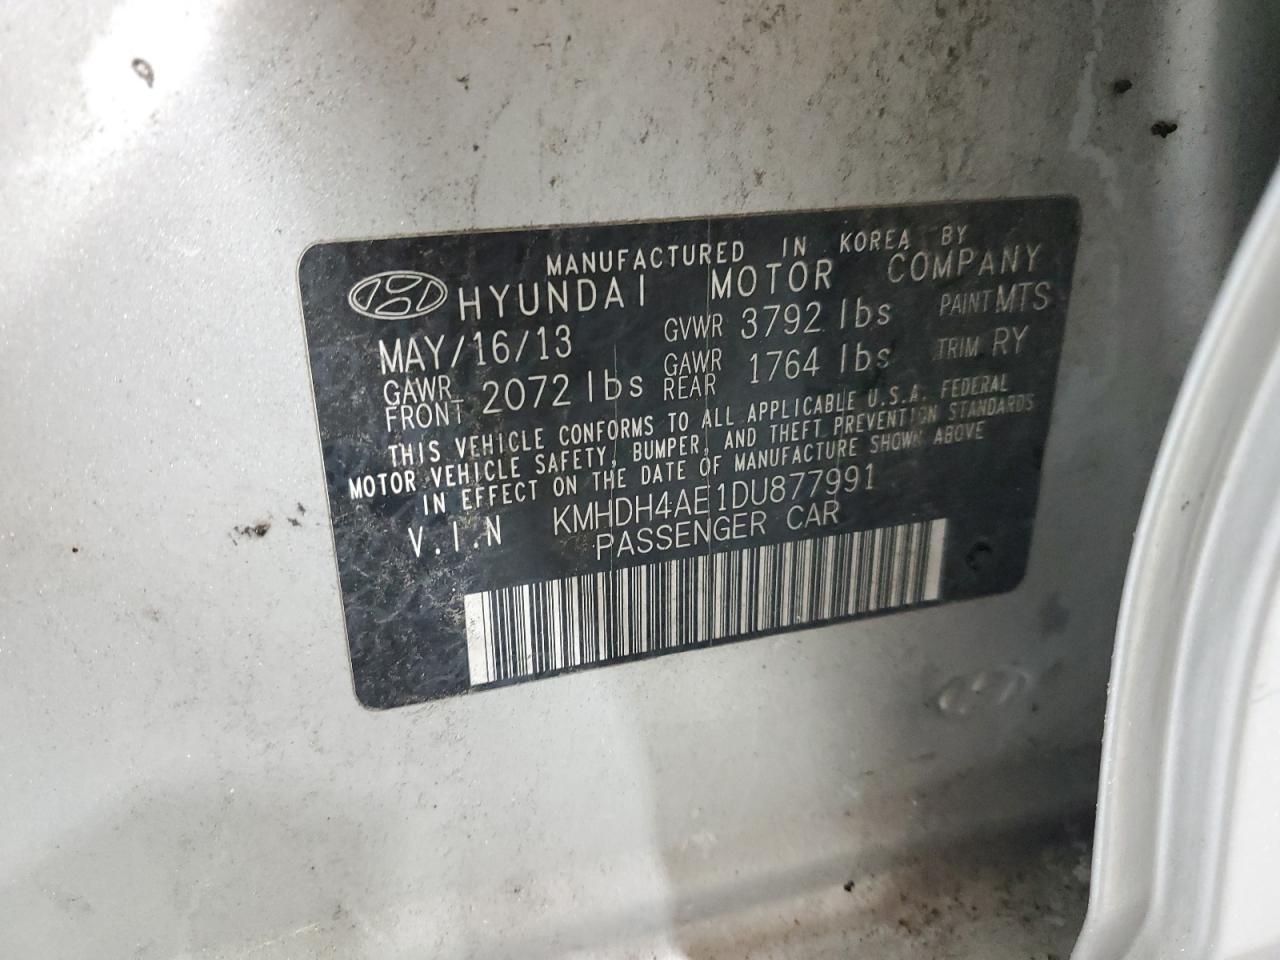 MANUFACTURED IN KOREA BY
HYUNDAI MOTOR COMPANY
MAY/16/13 GVWR 3792 lbs PAINT MTS
GAWR FRONT 2072 lbs GAWR REAR 1764 lbs TRIM RY
THIS VEHICLE CONFORMS TO ALL APPLICABLE U.S.A. FEDERAL
MOTOR VEHICLE SAFETY, BUMPER, AND THEFT PREVENTION STANDARDS
IN EFFECT ON THE DATE OF MANUFACTURE SHOWN ABOVE
V.I.N KMHDH4AE1DU877991
PASSENGER CAR